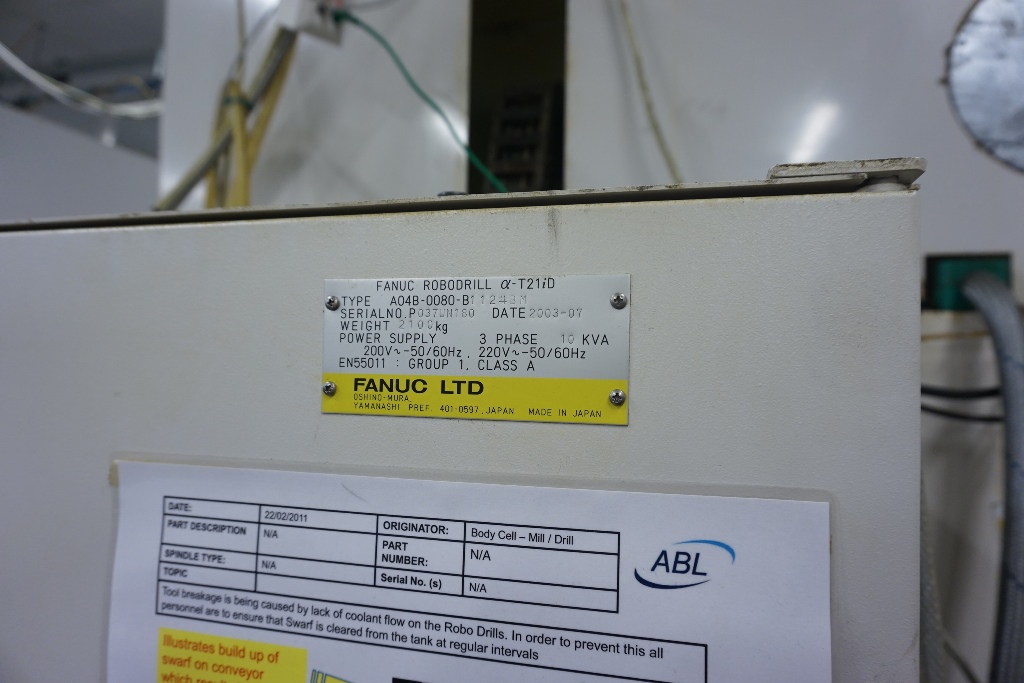 FANUC ROBODRILL α-T21iD
TYPE A04B-0080-B
SERIALNO. DATE 2003-07
WEIGHT 2100kg
POWER SUPPLY 3 PHASE 10 KVA
200V~-50/60Hz, 220V~-50/60Hz
EN55011 : GROUP 1, CLASS A
FANUC LTD
OSHINO-MURA,
YAMANASHI PREF. 401-0597, JAPAN MADE IN JAPAN
DATE: 22/02/2011 ORIGINATOR: Body Cell – Mill / Drill
PART DESCRIPTION N/A PART NUMBER: N/A
SPINDLE TYPE: N/A Serial No. (s) N/A
TOPIC
ABL
Tool breakage is being caused by lack of coolant flow on the Robo Drills. In order to prevent this all
personnel are to ensure that Swarf is cleared from the tank at regular intervals
Illustrates build up of
swarf on conveyor
which